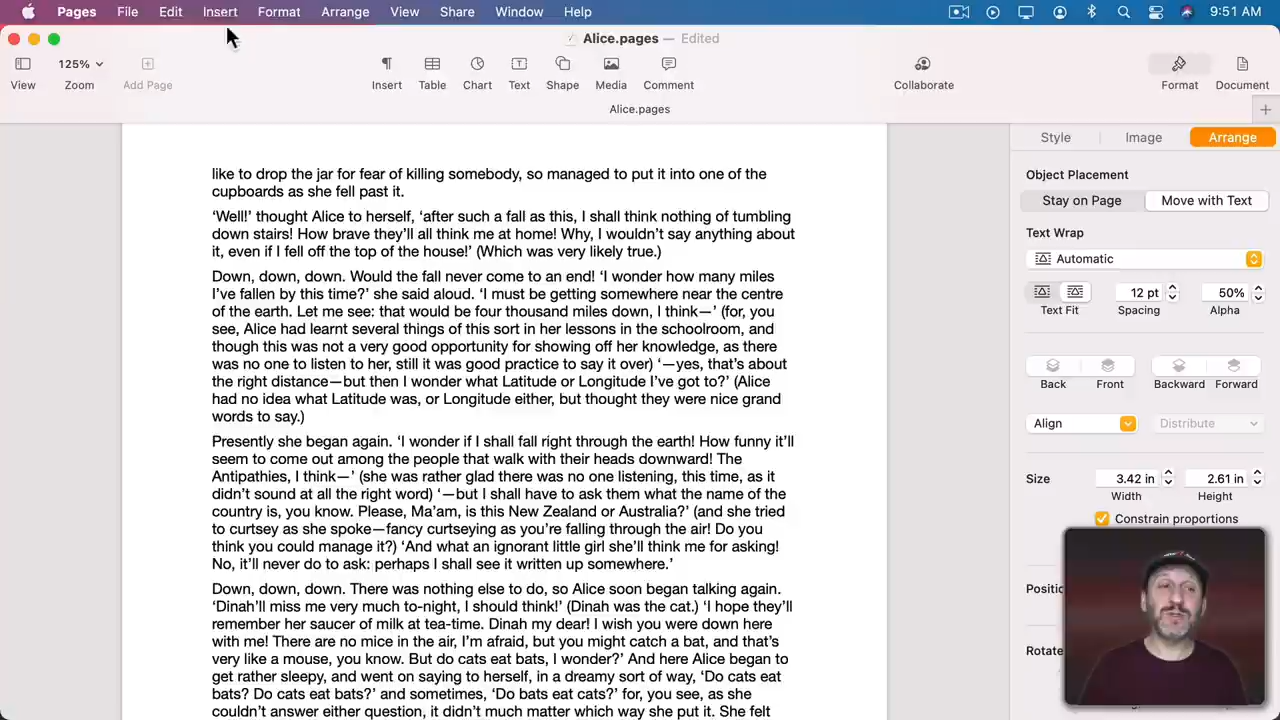 Pages File Edit Insert Format Arrange View Share Window Help 9:51 AM
Alice.pages — Edited
125%
View Zoom Add Page Insert Table Chart Text Shape Media Comment Collaborate Format Document
Alice.pages
like to drop the jar for fear of killing somebody, so managed to put it into one of the
cupboards as she fell past it.
‘Well!’ thought Alice to herself, ‘after such a fall as this, I shall think nothing of tumbling
down stairs! How brave they’ll all think me at home! Why, I wouldn’t say anything about
it, even if I fell off the top of the house!’ (Which was very likely true.)
Down, down, down. Would the fall never come to an end! ‘I wonder how many miles
I’ve fallen by this time?’ she said aloud. ‘I must be getting somewhere near the centre
of the earth. Let me see: that would be four thousand miles down, I think—’ (for, you
see, Alice had learnt several things of this sort in her lessons in the schoolroom, and
though this was not a very good opportunity for showing off her knowledge, as there
was no one to listen to her, still it was good practice to say it over) ‘—yes, that’s about
the right distance—but then I wonder what Latitude or Longitude I’ve got to?’ (Alice
had no idea what Latitude was, or Longitude either, but thought they were nice grand
words to say.)
Presently she began again. ‘I wonder if I shall fall right through the earth! How funny it’ll
seem to come out among the people that walk with their heads downward! The
Antipathies, I think—’ (she was rather glad there was no one listening, this time, as it
didn’t sound at all the right word) ‘—but I shall have to ask them what the name of the
country is, you know. Please, Ma’am, is this New Zealand or Australia?’ (and she tried
to curtsey as she spoke—fancy curtseying as you’re falling through the air! Do you
think you could manage it?) ‘And what an ignorant little girl she’ll think me for asking!
No, it’ll never do to ask: perhaps I shall see it written up somewhere.’
Down, down, down. There was nothing else to do, so Alice soon began talking again.
‘Dinah’ll miss me very much to-night, I should think!’ (Dinah was the cat.) ‘I hope they’ll
remember her saucer of milk at tea-time. Dinah my dear! I wish you were down here
with me! There are no mice in the air, I’m afraid, but you might catch a bat, and that’s
very like a mouse, you know. But do cats eat bats, I wonder?’ And here Alice began to
get rather sleepy, and went on saying to herself, in a dreamy sort of way, ‘Do cats eat
bats? Do cats eat bats?’ and sometimes, ‘Do bats eat cats?’ for, you see, as she
couldn’t answer either question, it didn’t much matter which way she put it. She felt
Style Image Arrange
Object Placement
Stay on Page Move with Text
Text Wrap
Automatic
12 pt 50%
Text Fit Spacing Alpha
Back Front Backward Forward
Align Distribute
Size 3.42 in 2.61 in
Width Height
Constrain proportions
Positio
Rotate